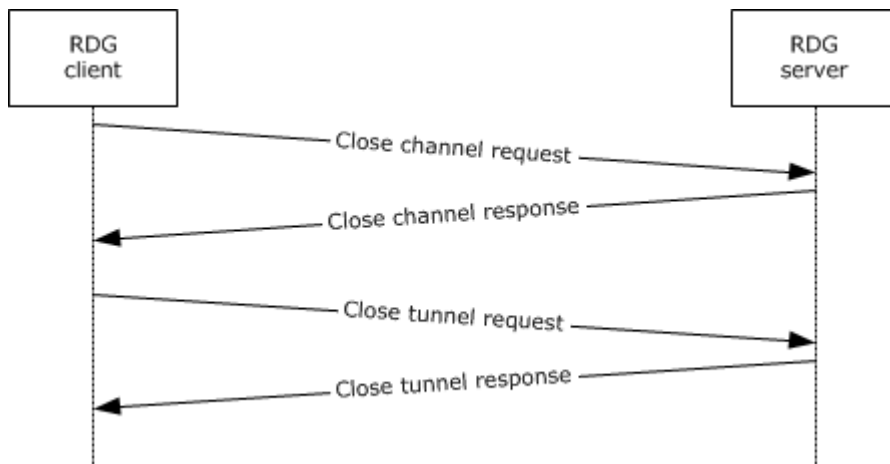 RDG
client
RDG
server
Close channel request
Close channel response
Close tunnel request
Close tunnel response